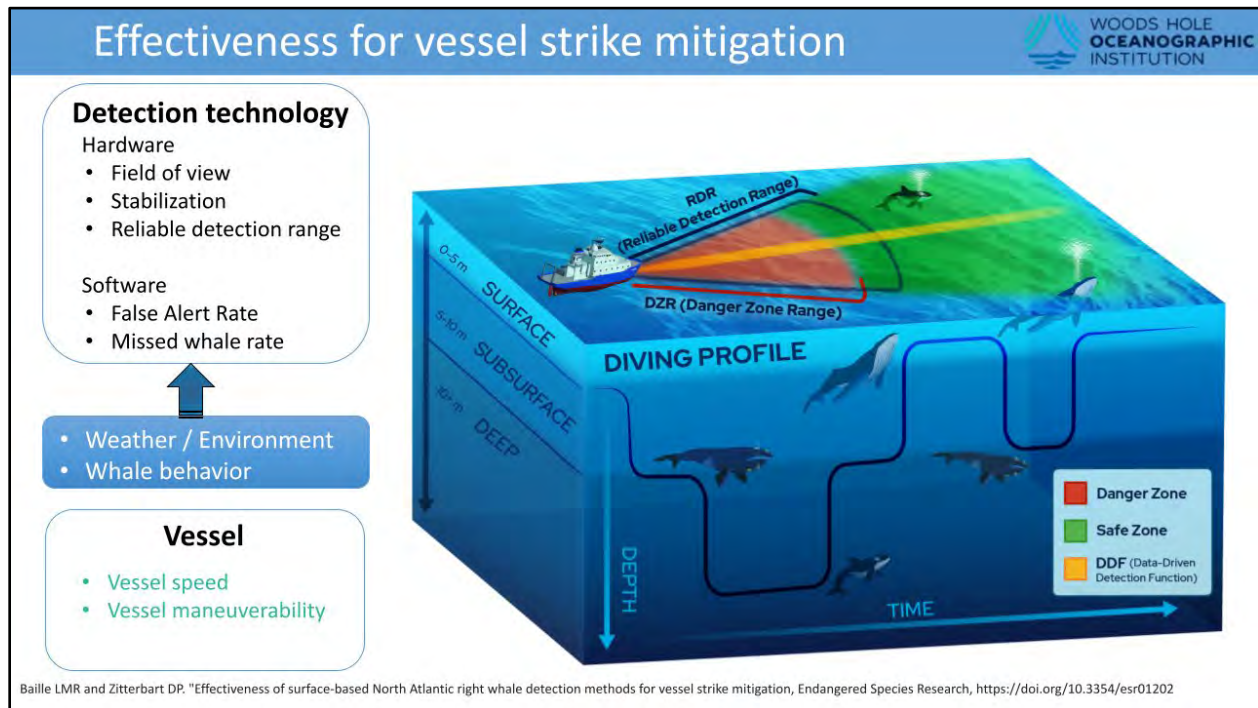 Effectiveness for vessel strike mitigation
WOODS HOLE
OCEANOGRAPHIC
INSTITUTION
Detection technology
Hardware
• Field of view
• Stabilization
• Reliable detection range
Software
• False Alert Rate
• Missed whale rate
• Weather / Environment
• Whale behavior
Vessel
• Vessel speed
• Vessel maneuverability
RDR
(Reliable Detection Range)
DZR (Danger Zone Range)
0-5 m
SURFACE
5-10 m
SUBSURFACE
10+ m
DEEP
DIVING PROFILE
DEPTH
TIME
Danger Zone
Safe Zone
DDF (Data-Driven
Detection Function)
Baille LMR and Zitterbart DP. "Effectiveness of surface-based North Atlantic right whale detection methods for vessel strike mitigation, Endangered Species Research, https://doi.org/10.3354/esr01202